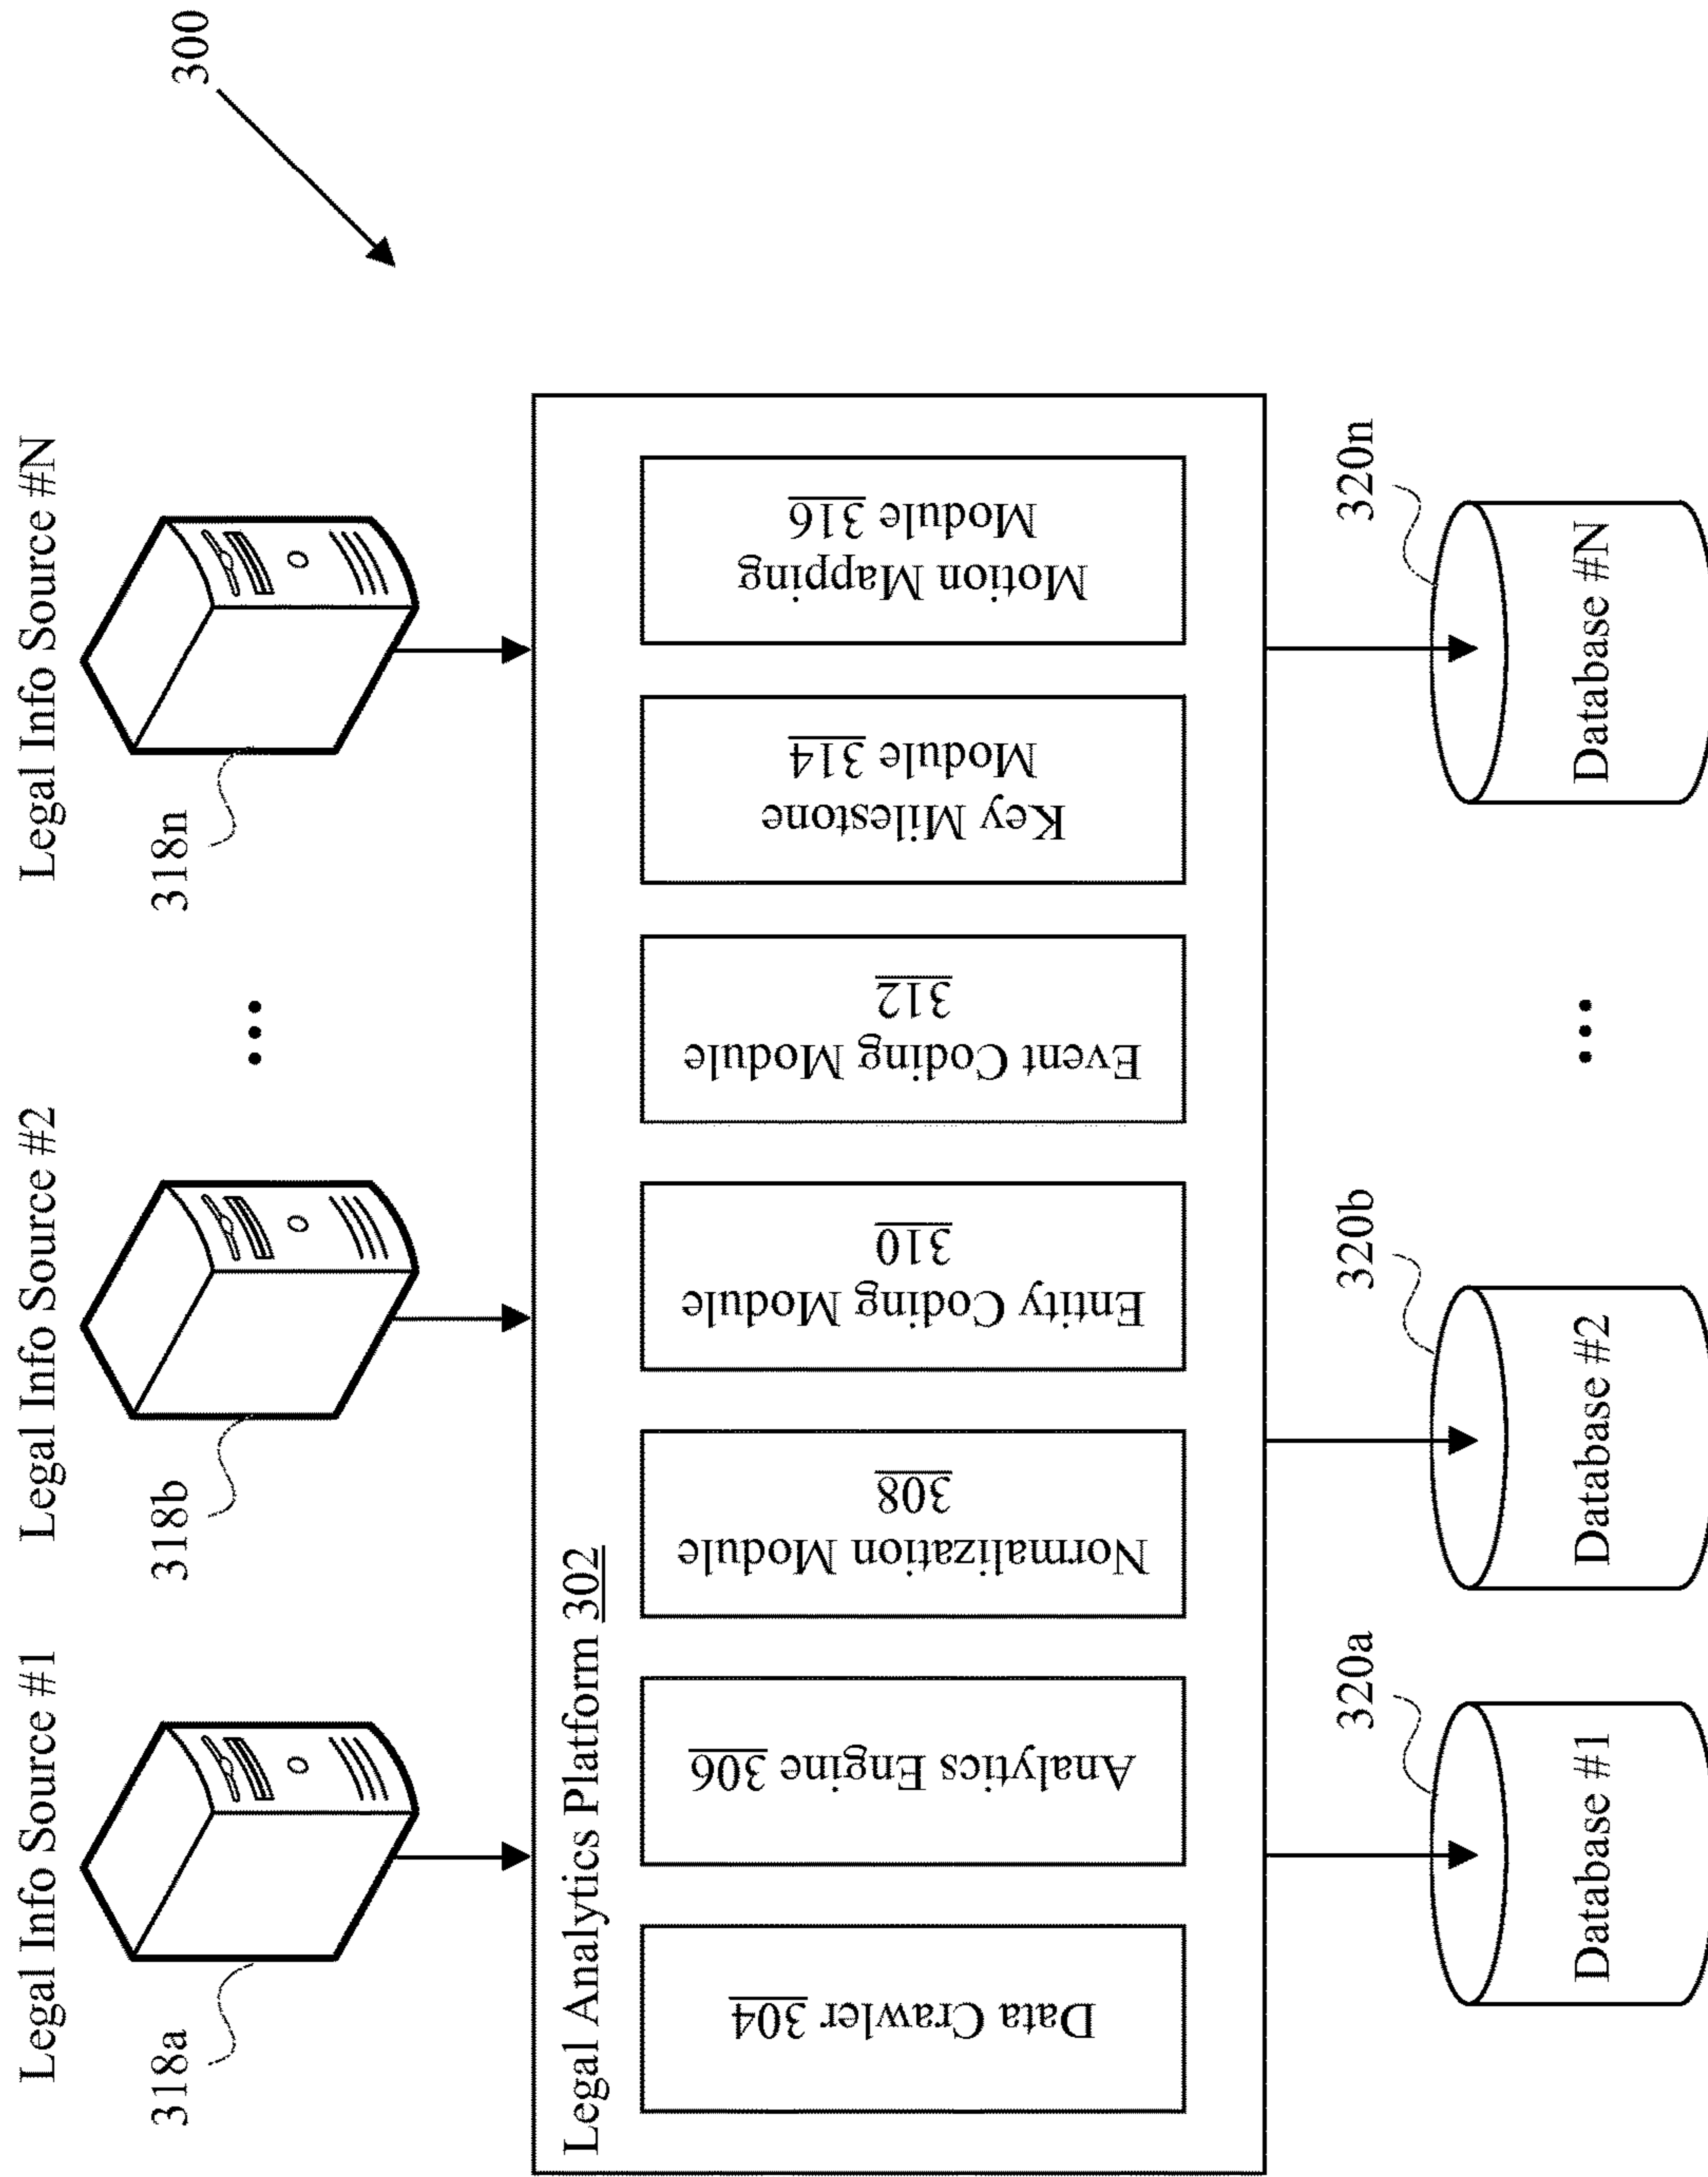 300
Legal Info Source #1
Legal Info Source #2
Legal Info Source #N
318a
318b
...
318n
Legal Analytics Platform 302
Data Crawler 304
Analytics Engine 306
Normalization Module
308
Entity Coding Module
310
Event Coding Module
312
Key Milestone
Module 314
Motion Mapping
Module 316
320a
320b
320n
Database #1
Database #2
...
Database #N